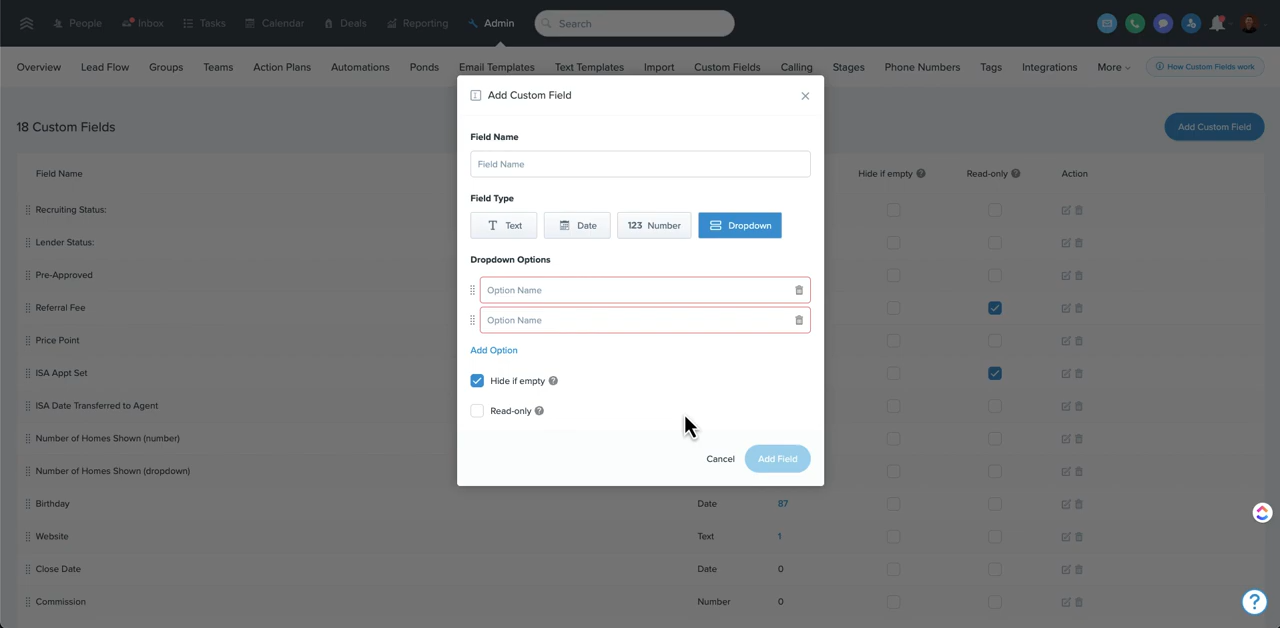 People Inbox Tasks Calendar Deals Reporting Admin Search
Overview Lead Flow Groups Teams Action Plans Automations Ponds Email Templates Text Templates Import Custom Fields Calling Stages Phone Numbers Tags Integrations More How Custom Fields work
Add Custom Field
18 Custom Fields Add Custom Field
Field Name
Field Name
Field Name Hide if empty ? Read-only ? Action
Field Type
Recruiting Status:
Text Date 123 Number Dropdown
Lender Status:
Dropdown Options
Pre-Approved
Option Name
Referral Fee
Option Name
Price Point
Add Option
ISA Appt Set
Hide if empty ?
ISA Date Transferred to Agent
Read-only ?
Number of Homes Shown (number)
Cancel Add Field
Number of Homes Shown (dropdown)
Birthday Date 87
Website Text 1
Close Date Date 0
Commission Number 0
?